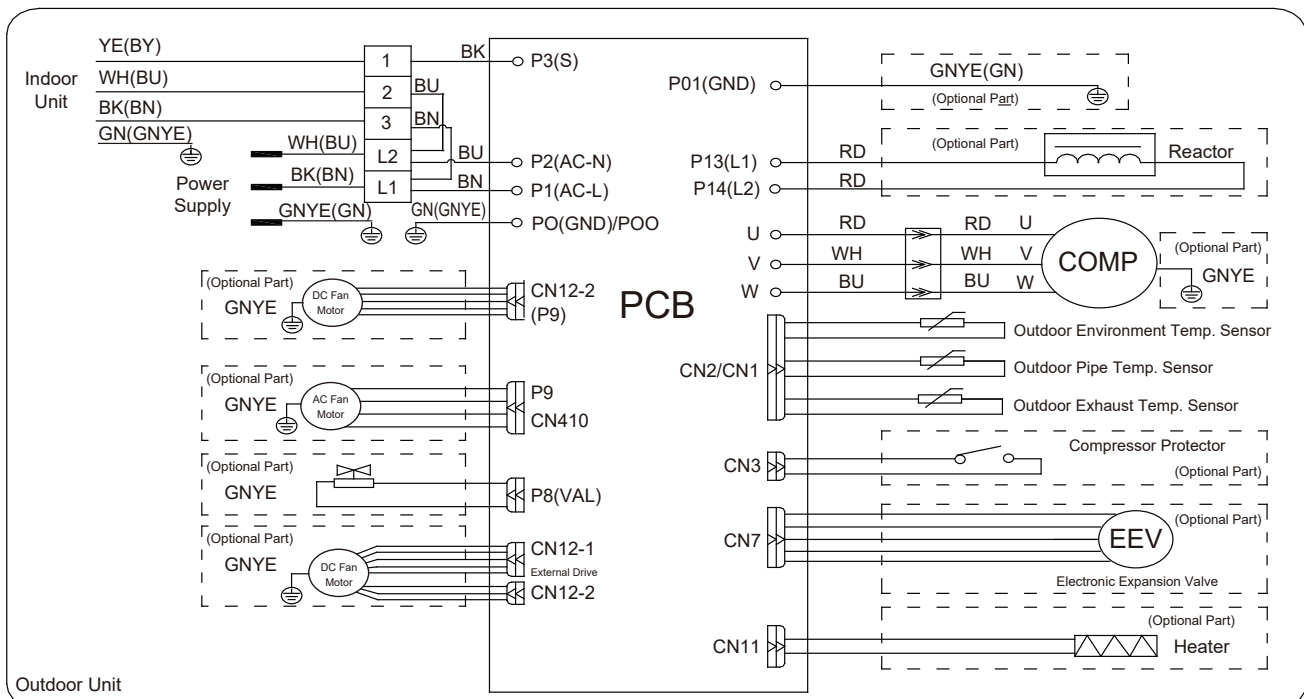 YE(BY)
Indoor
Unit
WH(BU)
BK(BN)
GN(GNYE)
1
2
3
L2
L1
BK
BU
BN
P3(S)
WH(BU)
BU
P2(AC-N)
Power
Supply
BK(BN)
BN
P1(AC-L)
GNYE(GN)
GN(GNYE)
PO(GND)/POO
(Optional Part)
GNYE
DC Fan
Motor
CN12-2
(P9)
(Optional Part)
GNYE
AC Fan
Motor
P9
CN410
(Optional Part)
GNYE
P8(VAL)
(Optional Part)
GNYE
DC Fan
Motor
CN12-1
External Drive
CN12-2
Outdoor Unit
PCB
P01(GND)
GNYE(GN)
(Optional Part)
P13(L1)
RD
(Optional Part)
Reactor
P14(L2)
RD
U
RD
RD
U
V
WH
WH
V
W
BU
BU
W
COMP
(Optional Part)
GNYE
CN2/CN1
Outdoor Environment Temp. Sensor
Outdoor Pipe Temp. Sensor
Outdoor Exhaust Temp. Sensor
CN3
Compressor Protector
(Optional Part)
CN7
EEV
(Optional Part)
Electronic Expansion Valve
CN11
(Optional Part)
Heater